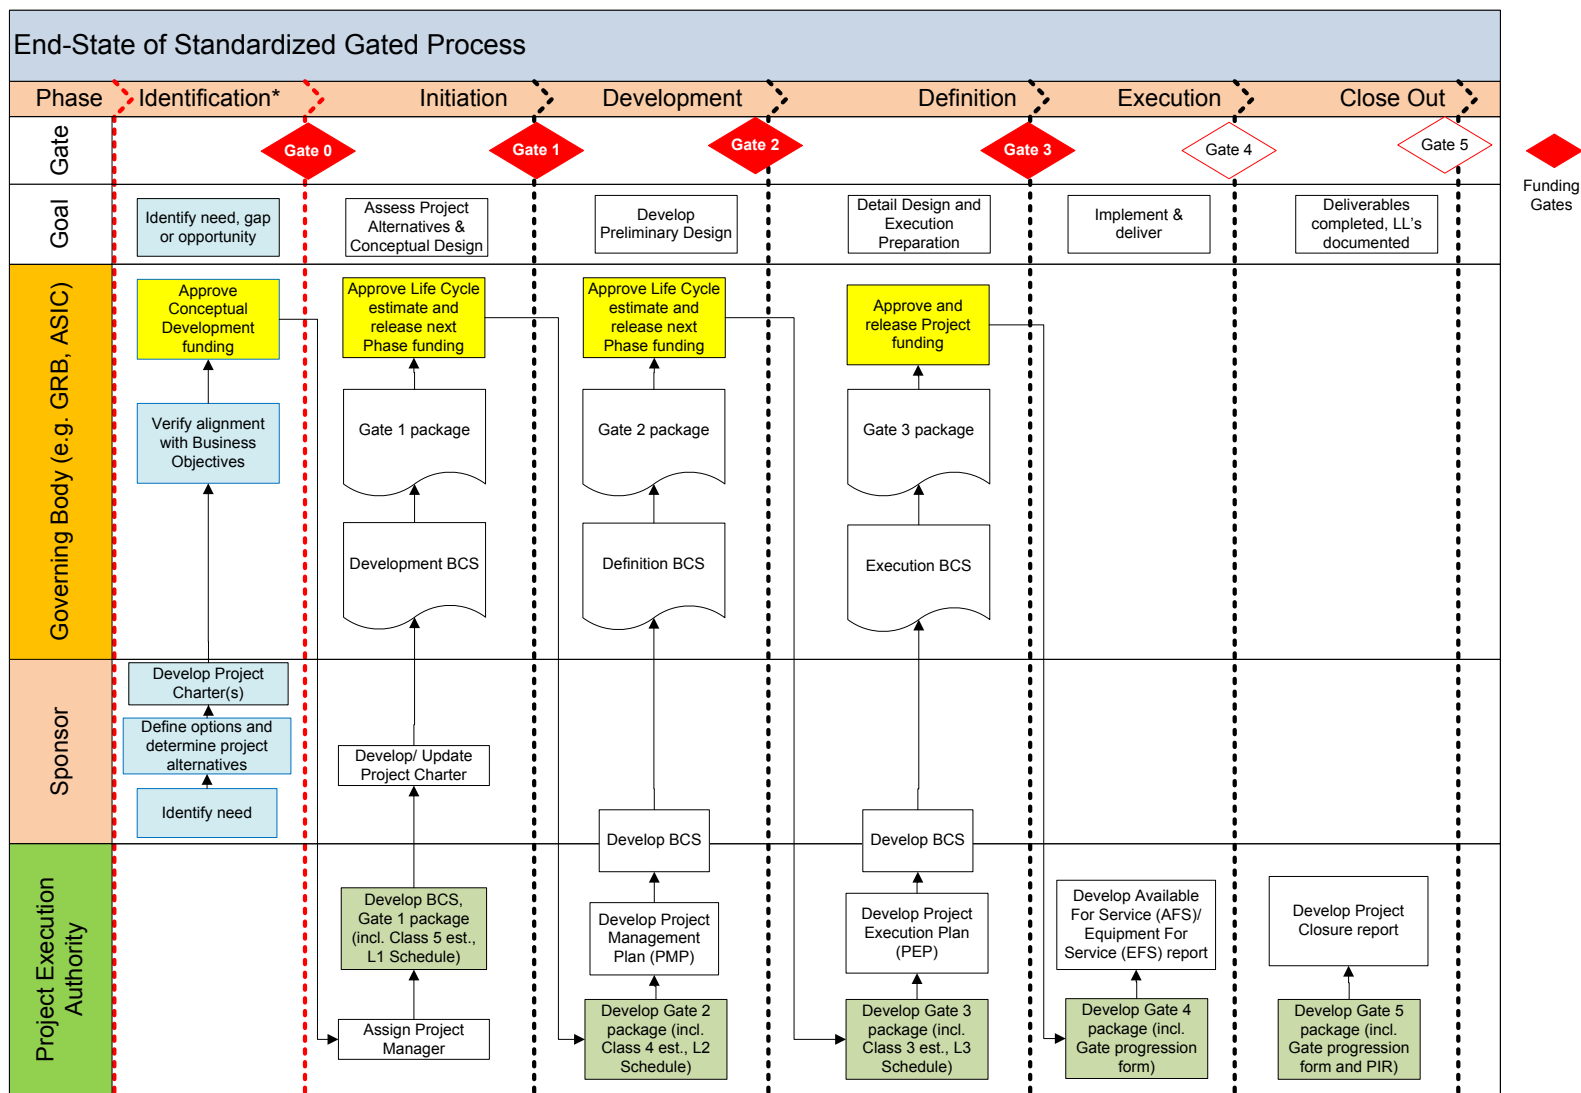 End-State of Standardized Gated Process
Phase
Identification*
Initiation
Development
Definition
Execution
Close Out
Gate
Gate 0
Gate 1
Gate 2
Gate 3
Gate 4
Gate 5
Funding
Gates
Goal
Identify need, gap
or opportunity
Assess Project
Alternatives &
Conceptual Design
Develop
Preliminary Design
Detail Design and
Execution
Preparation
Implement &
deliver
Deliverables
completed, LL's
documented
Governing Body (e.g. GRB, ASIC)
Approve
Conceptual
Development
funding
Approve Life Cycle
estimate and
release next
Phase funding
Approve Life Cycle
estimate and
release next
Phase funding
Approve and
release Project
funding
Verify alignment
with Business
Objectives
Gate 1 package
Gate 2 package
Gate 3 package
Development BCS
Definition BCS
Execution BCS
Sponsor
Develop Project
Charter(s)
Define options and
determine project
alternatives
Identify need
Develop/ Update
Project Charter
Develop BCS
Develop BCS
Project Execution
Authority
Develop BCS,
Gate 1 package
(incl. Class 5 est.,
L1 Schedule)
Assign Project
Manager
Develop Project
Management
Plan (PMP)
Develop Gate 2
package (incl.
Class 4 est., L2
Schedule)
Develop Project
Execution Plan
(PEP)
Develop Gate 3
package (incl.
Class 3 est., L3
Schedule)
Develop Available
For Service (AFS)/
Equipment For
Service (EFS) report
Develop Gate 4
package (incl.
Gate progression
form)
Develop Project
Closure report
Develop Gate 5
package (incl.
Gate progression
form and PIR)